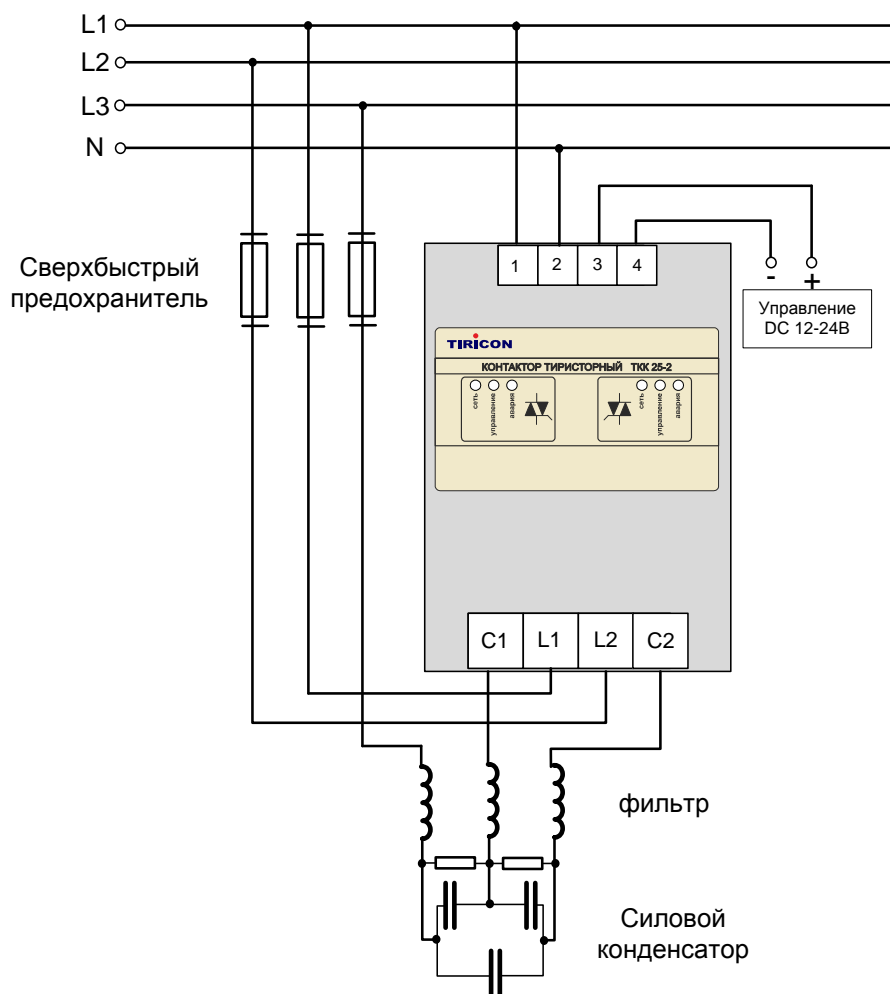 L1
L2
L3
N
Сверхбыстрый
предохранитель
1 2 3 4
- +
Управление
DC 12-24В
TIRICON
КОНТАКТОР ТИРИСТОРНЫЙ ТКК 25-2
сеть управление авария
сеть управление авария
C1 L1 L2 C2
фильтр
Силовой
конденсатор